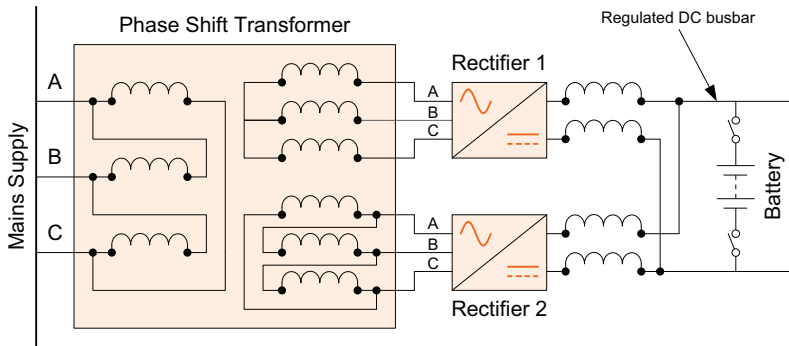 Regulated DC busbar
Phase Shift Transformer
Rectifier 1
Mains Supply
A
B
C
A
B
C
A
B
C
Rectifier 2
Battery